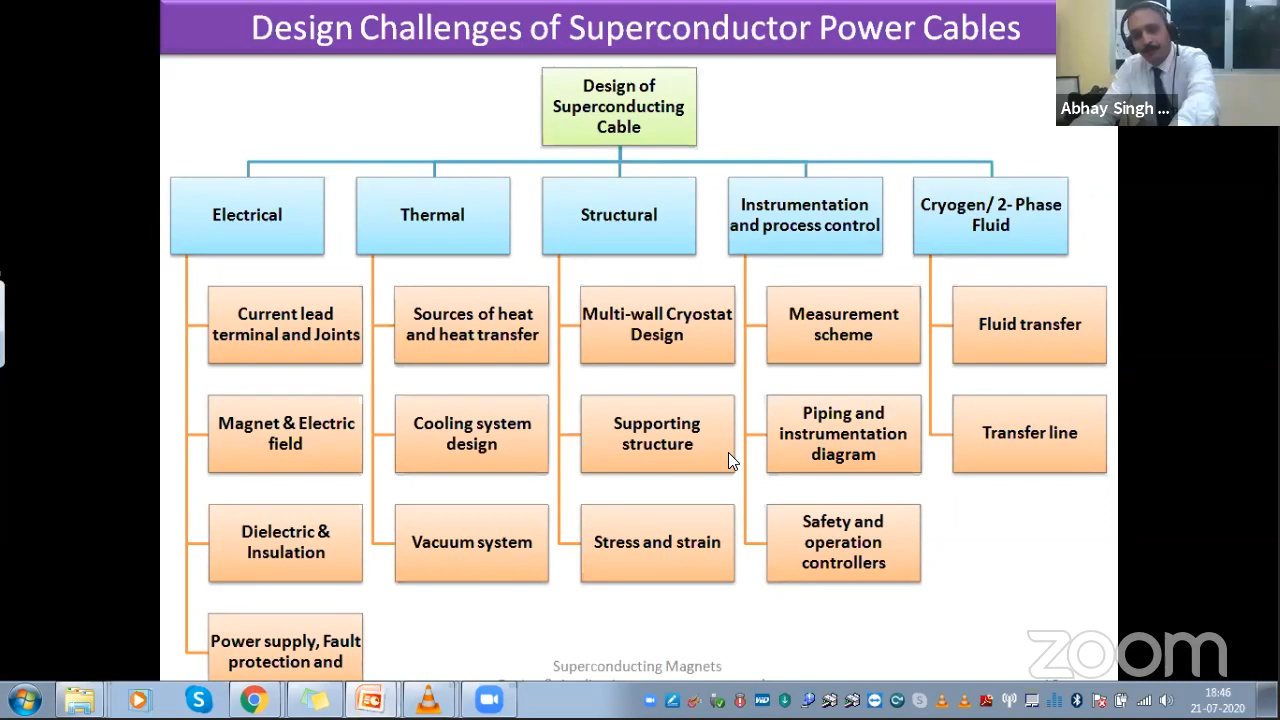 Design Challenges of Superconductor Power Cables
Abhay Singh ...
Design of
Superconducting
Cable
Electrical
Thermal
Structural
Instrumentation
and process control
Cryogen/ 2- Phase
Fluid
Current lead
terminal and Joints
Sources of heat
and heat transfer
Multi-wall Cryostat
Design
Measurement
scheme
Fluid transfer
Magnet & Electric
field
Cooling system
design
Supporting
structure
Piping and
instrumentation
diagram
Transfer line
Dielectric &
Insulation
Vacuum system
Stress and strain
Safety and
operation
controllers
Power supply, Fault
protection and
Superconducting Magnets
zoom
18:46
21-07-2020